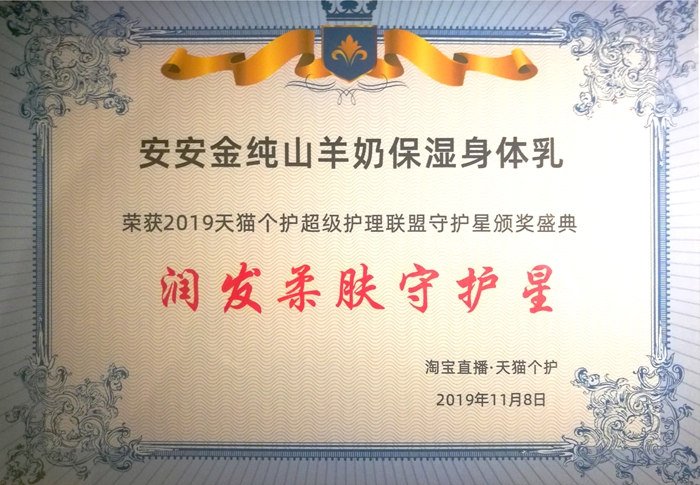 安安金纯山羊奶保湿身体乳
荣获2019天猫个护超级护理联盟守护星颁奖盛典
润发柔肤守护星
淘宝直播·天猫个护
2019年11月8日